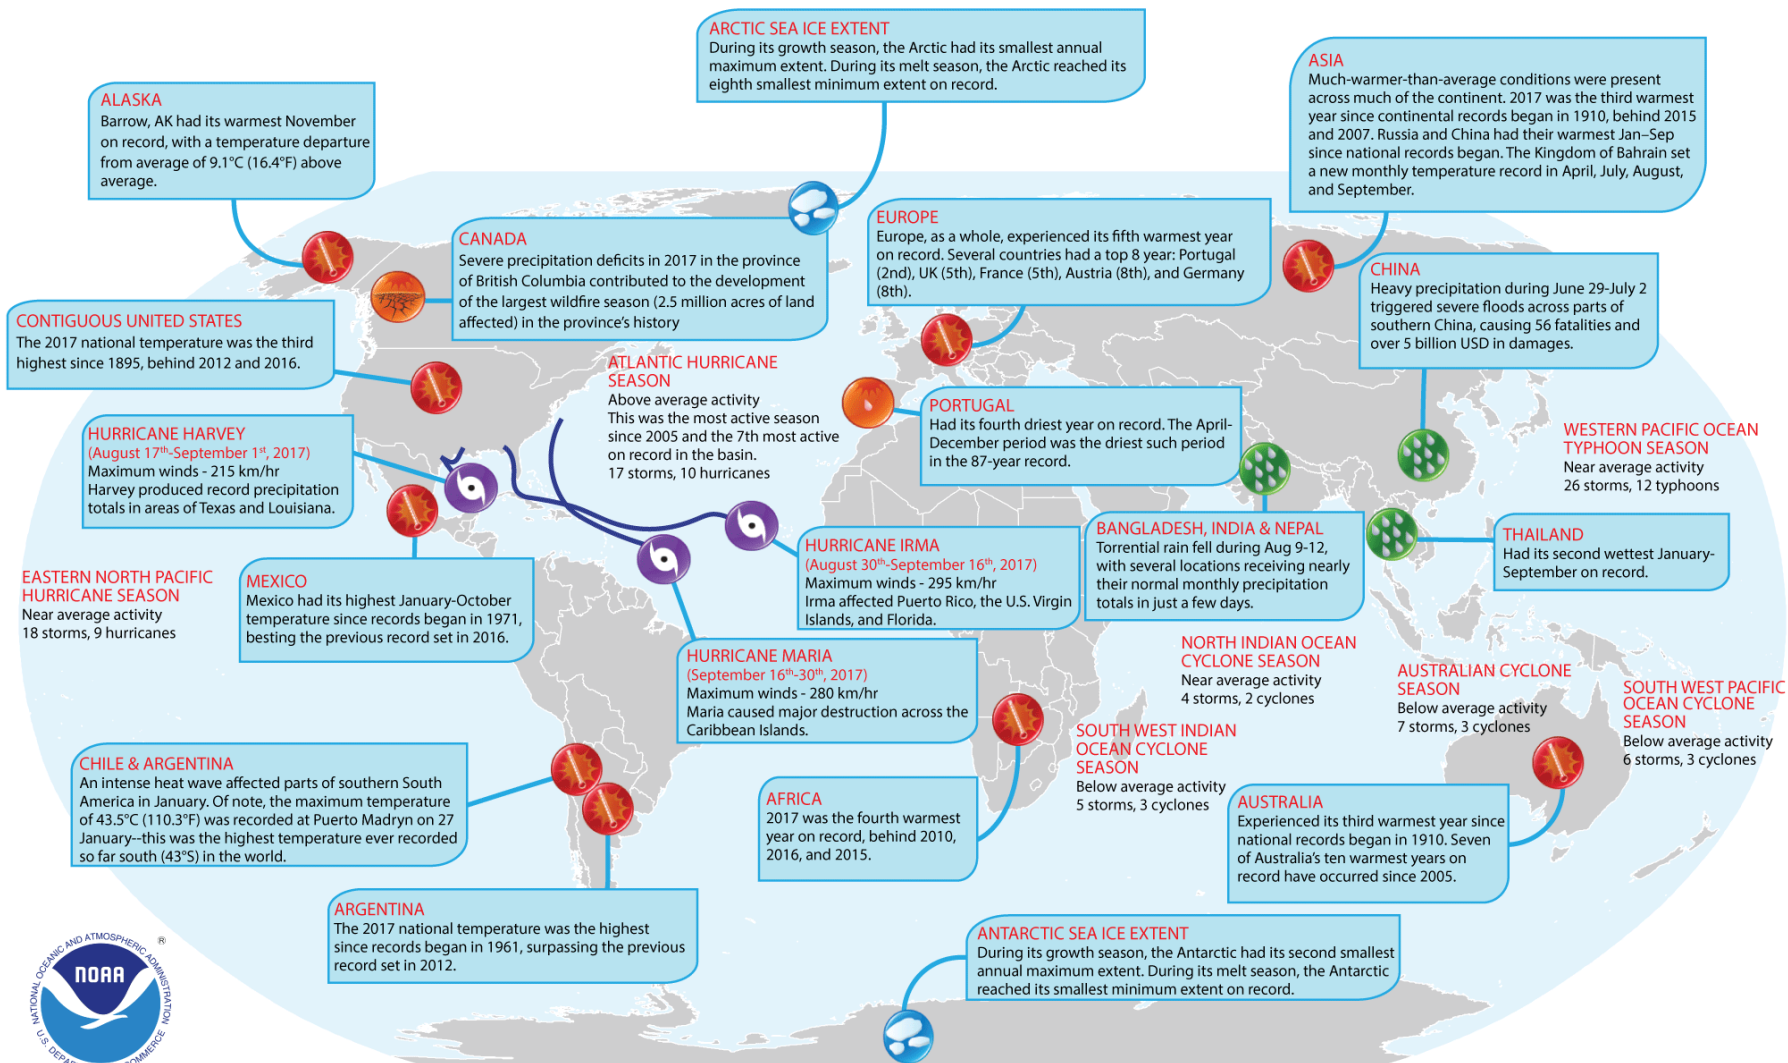 ARCTIC SEA ICE EXTENT
During its growth season, the Arctic had its smallest annual
maximum extent. During its melt season, the Arctic reached its
eighth smallest minimum extent on record.
ASIA
Much-warmer-than-average conditions were present
across much of the continent. 2017 was the third warmest
year since continental records began in 1910, behind 2015
and 2007. Russia and China had their warmest Jan–Sep
since national records began. The Kingdom of Bahrain set
a new monthly temperature record in April, July, August,
and September.
ALASKA
Barrow, AK had its warmest November
on record, with a temperature departure
from average of 9.1°C (16.4°F) above
average.
CANADA
Severe precipitation deficits in 2017 in the province
of British Columbia contributed to the development
of the largest wildfire season (2.5 million acres of land
affected) in the province's history
EUROPE
Europe, as a whole, experienced its fifth warmest year
on record. Several countries had a top 8 year: Portugal
(2nd), UK (5th), France (5th), Austria (8th), and Germany
(8th).
CHINA
Heavy precipitation during June 29-July 2
triggered severe floods across parts of
southern China, causing 56 fatalities and
over 5 billion USD in damages.
CONTIGUOUS UNITED STATES
The 2017 national temperature was the third
highest since 1895, behind 2012 and 2016.
ATLANTIC HURRICANE
SEASON
Above average activity
This was the most active season
since 2005 and the 7th most active
on record in the basin.
17 storms, 10 hurricanes
PORTUGAL
Had its fourth driest year on record. The April-
December period was the driest such period
in the 87-year record.
WESTERN PACIFIC OCEAN
TYPHOON SEASON
Near average activity
26 storms, 12 typhoons
HURRICANE HARVEY
(August 17th-September 1st, 2017)
Maximum winds - 215 km/hr
Harvey produced record precipitation
totals in areas of Texas and Louisiana.
HURRICANE IRMA
(August 30th-September 16th, 2017)
Maximum winds - 295 km/hr
Irma affected Puerto Rico, the U.S. Virgin
Islands, and Florida.
BANGLADESH, INDIA & NEPAL
Torrential rain fell during Aug 9-12,
with several locations receiving nearly
their normal monthly precipitation
totals in just a few days.
THAILAND
Had its second wettest January-
September on record.
EASTERN NORTH PACIFIC
HURRICANE SEASON
Near average activity
18 storms, 9 hurricanes
MEXICO
Mexico had its highest January-October
temperature since records began in 1971,
besting the previous record set in 2016.
HURRICANE MARIA
(September 16th-30th, 2017)
Maximum winds - 280 km/hr
Maria caused major destruction across the
Caribbean Islands.
NORTH INDIAN OCEAN
CYCLONE SEASON
Near average activity
4 storms, 2 cyclones
AUSTRALIAN CYCLONE
SEASON
Below average activity
7 storms, 3 cyclones
SOUTH WEST PACIFIC
OCEAN CYCLONE
SEASON
Below average activity
6 storms, 3 cyclones
SOUTH WEST INDIAN
OCEAN CYCLONE
SEASON
Below average activity
5 storms, 3 cyclones
CHILE & ARGENTINA
An intense heat wave affected parts of southern South
America in January. Of note, the maximum temperature
of 43.5°C (110.3°F) was recorded at Puerto Madryn on 27
January--this was the highest temperature ever recorded
so far south (43°S) in the world.
AFRICA
2017 was the fourth warmest
year on record, behind 2010,
2016, and 2015.
AUSTRALIA
Experienced its third warmest year since
national records began in 1910. Seven
of Australia's ten warmest years on
record have occurred since 2005.
ARGENTINA
The 2017 national temperature was the highest
since records began in 1961, surpassing the previous
record set in 2012.
ANTARCTIC SEA ICE EXTENT
During its growth season, the Antarctic had its second smallest
annual maximum extent. During its melt season, the Antarctic
reached its smallest minimum extent on record.
NATIONAL OCEANIC AND ATMOSPHERIC ADMINISTRATION
®
NOAA
U.S.